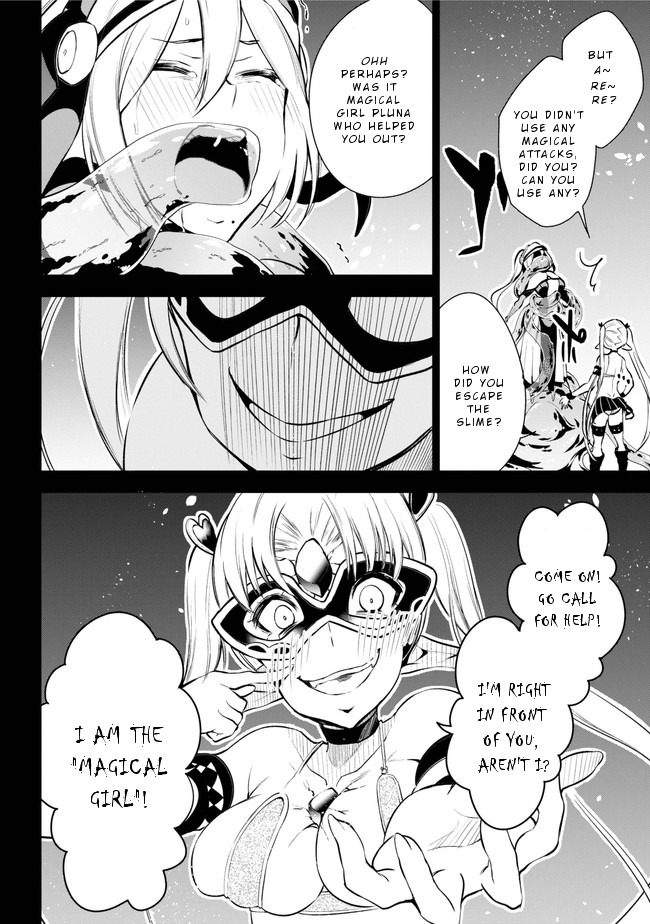 BUT
A~
RE-
RE?
YOU DIDN'T
USE ANY
MAGICAL
ATTACKS,
DID YOU?
CAN YOU
USE ANY?
HOW
DID YOU
ESCAPE
THE
SLIME?
OHH
PERHAPS?
WAS IT
MAGICAL
GIRL PLUNA
WHO HELPED
YOU OUT?
COME ON!
GO CALL
FOR HELP!
I'M RIGHT
IN FRONT
OF YOU,
AREN'T I?
I AM THE
"MAGICAL
GIRL"!